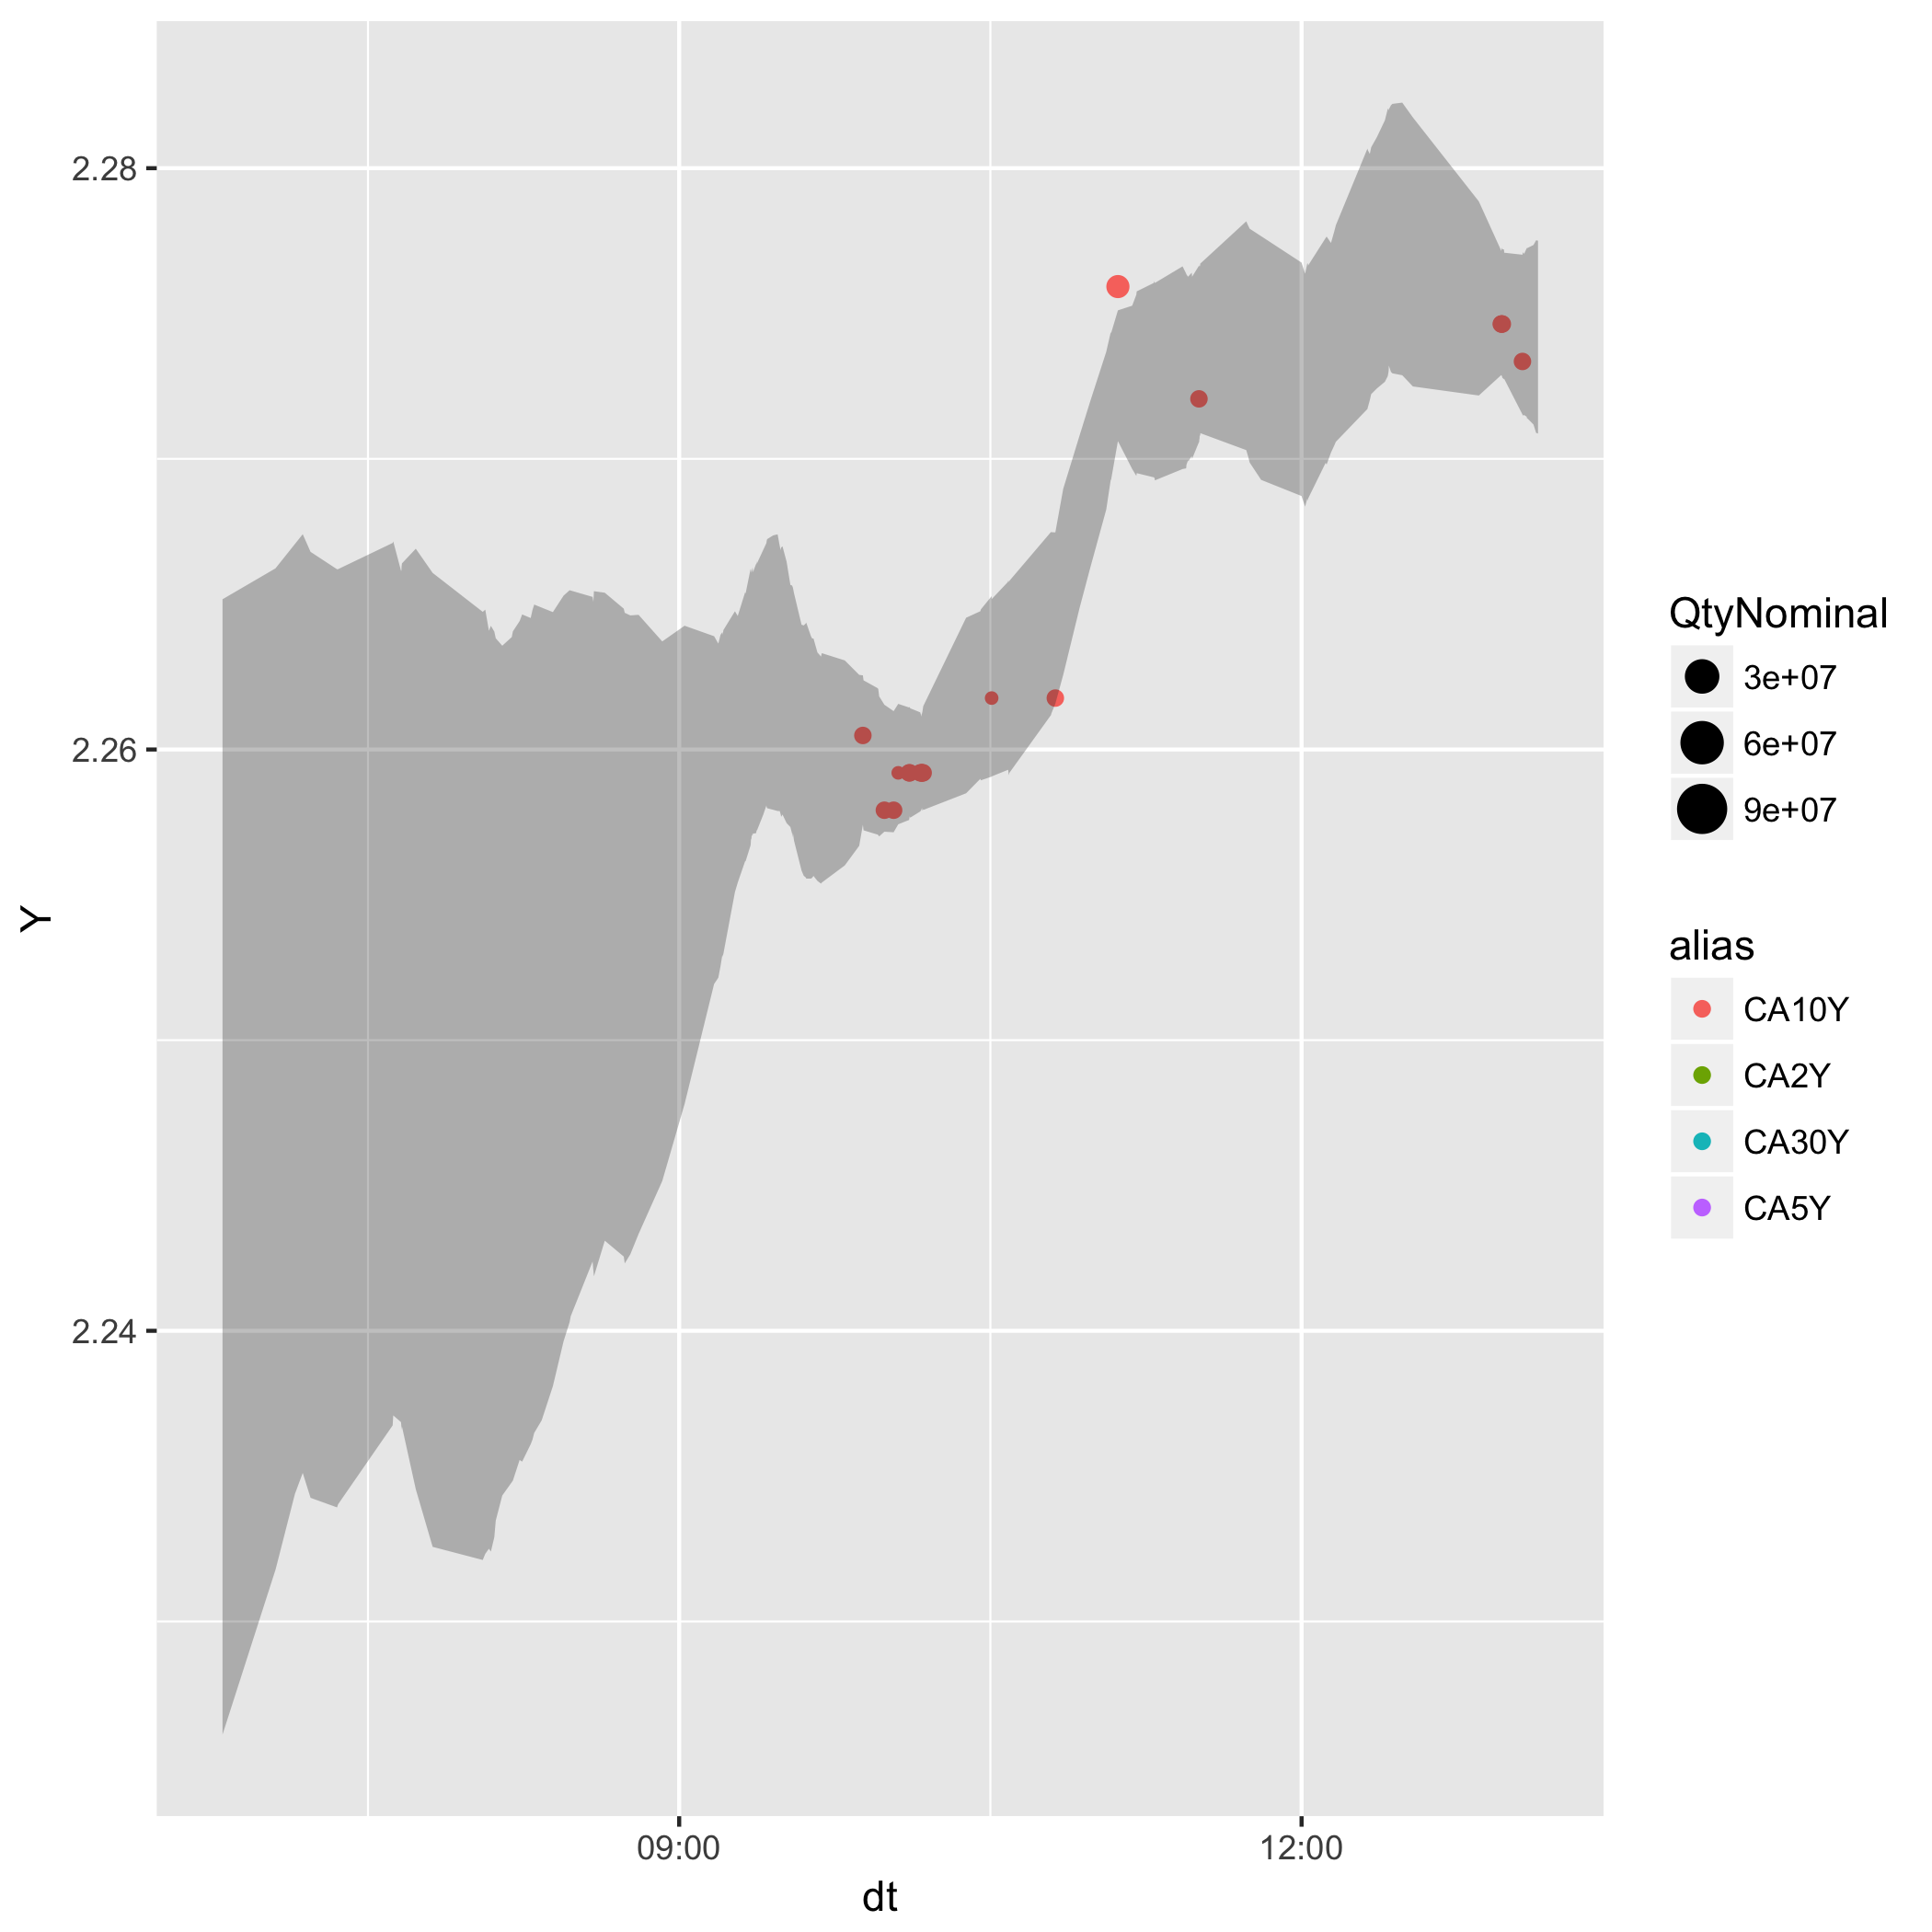 2.28
2.26
2.24
Y
09:00
12:00
dt
QtyNominal
3e+07
6e+07
9e+07
alias
CA10Y
CA2Y
CA30Y
CA5Y